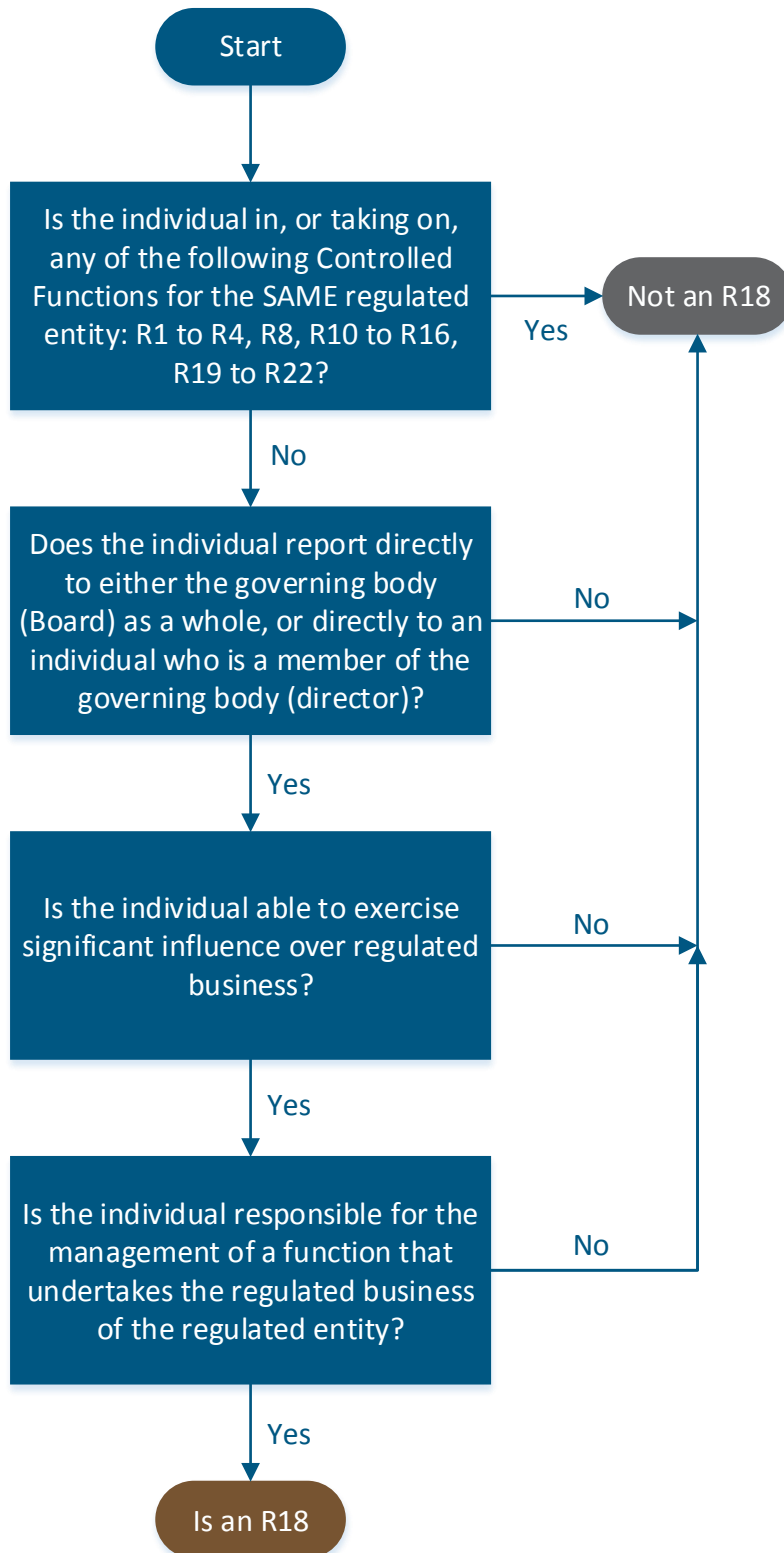 Start
Is the individual in, or taking on,
any of the following Controlled
Functions for the SAME regulated
entity: R1 to R4, R8, R10 to R16,
R19 to R22?
Yes
Not an R18
No
Does the individual report directly
to either the governing body
(Board) as a whole, or directly to an
individual who is a member of the
governing body (director)?
No
Yes
Is the individual able to exercise
significant influence over regulated
business?
No
Yes
Is the individual responsible for the
management of a function that
undertakes the regulated business
of the regulated entity?
No
Yes
Is an R18